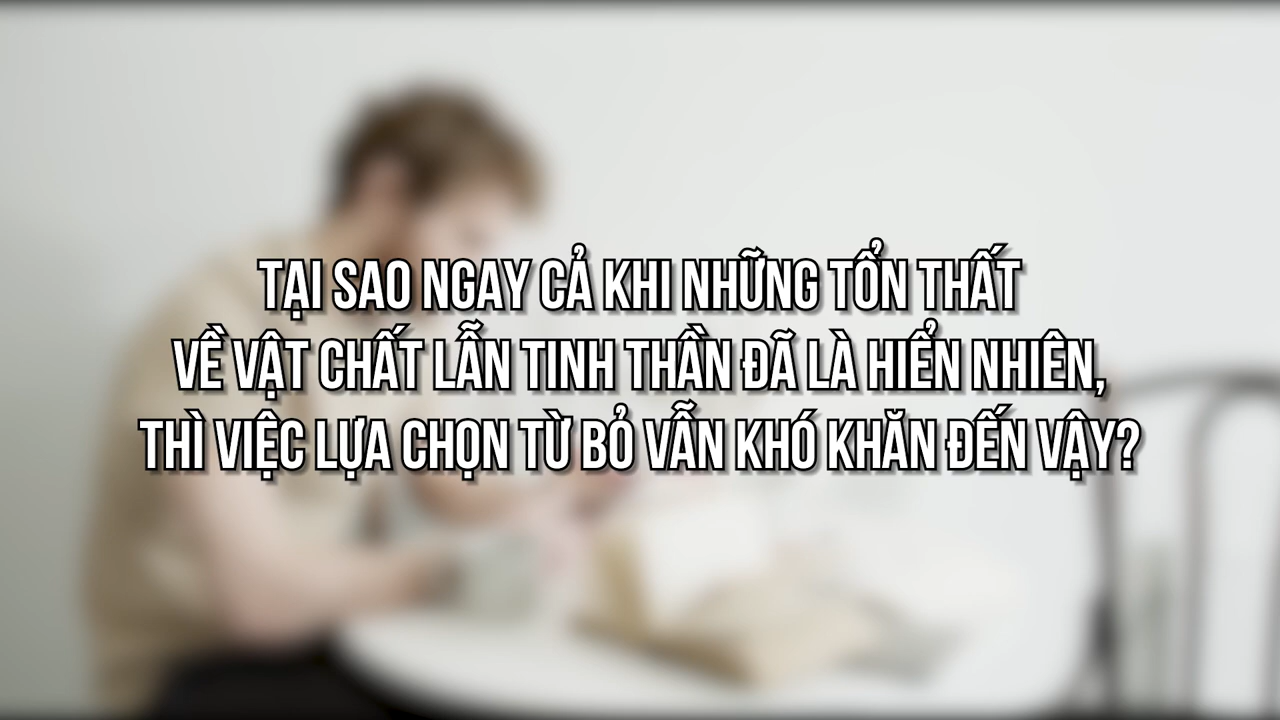 TẠI SAO NGAY CẢ KHI NHỮNG TỔN THẤT
VỀ VẬT CHẤT LẪN TINH THẦN ĐÃ LÀ HIỂN NHIÊN,
THÌ VIỆC LỰA CHỌN TỪ BỎ VẪN KHÓ KHĂN ĐẾN VẬY?